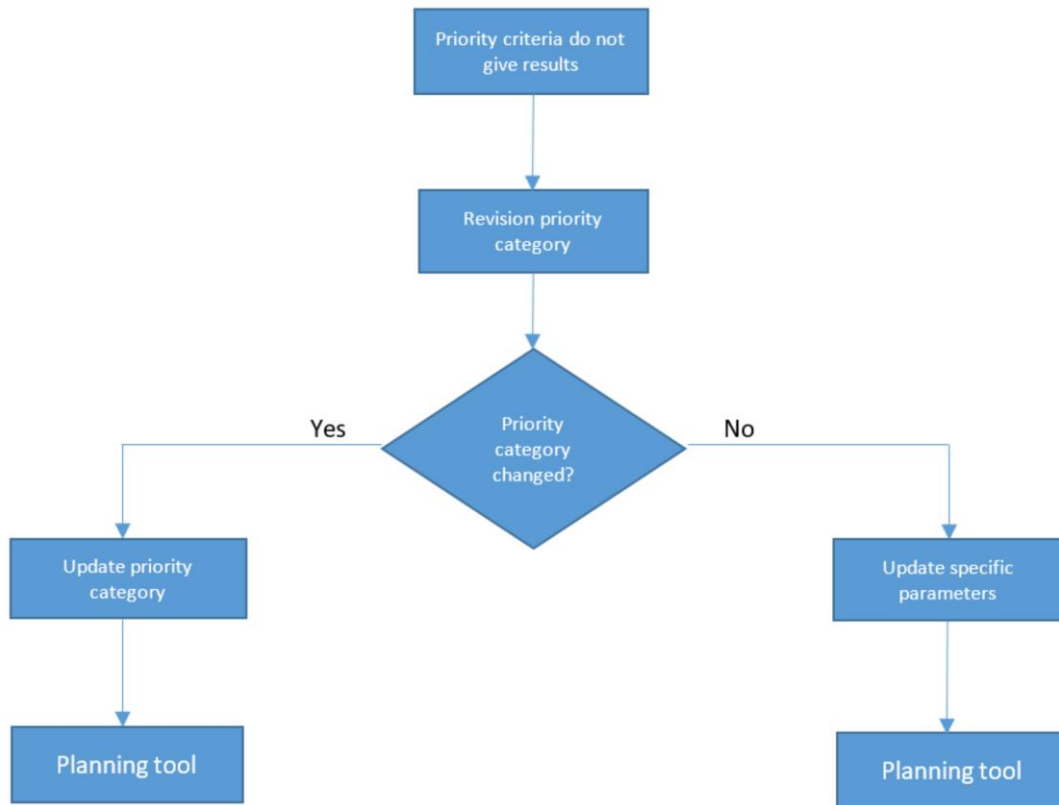 Priority criteria do not
give results
Revision priority
category
Yes
Priority
category
changed?
No
Update priority
category
Update specific
parameters
Planning tool
Planning tool